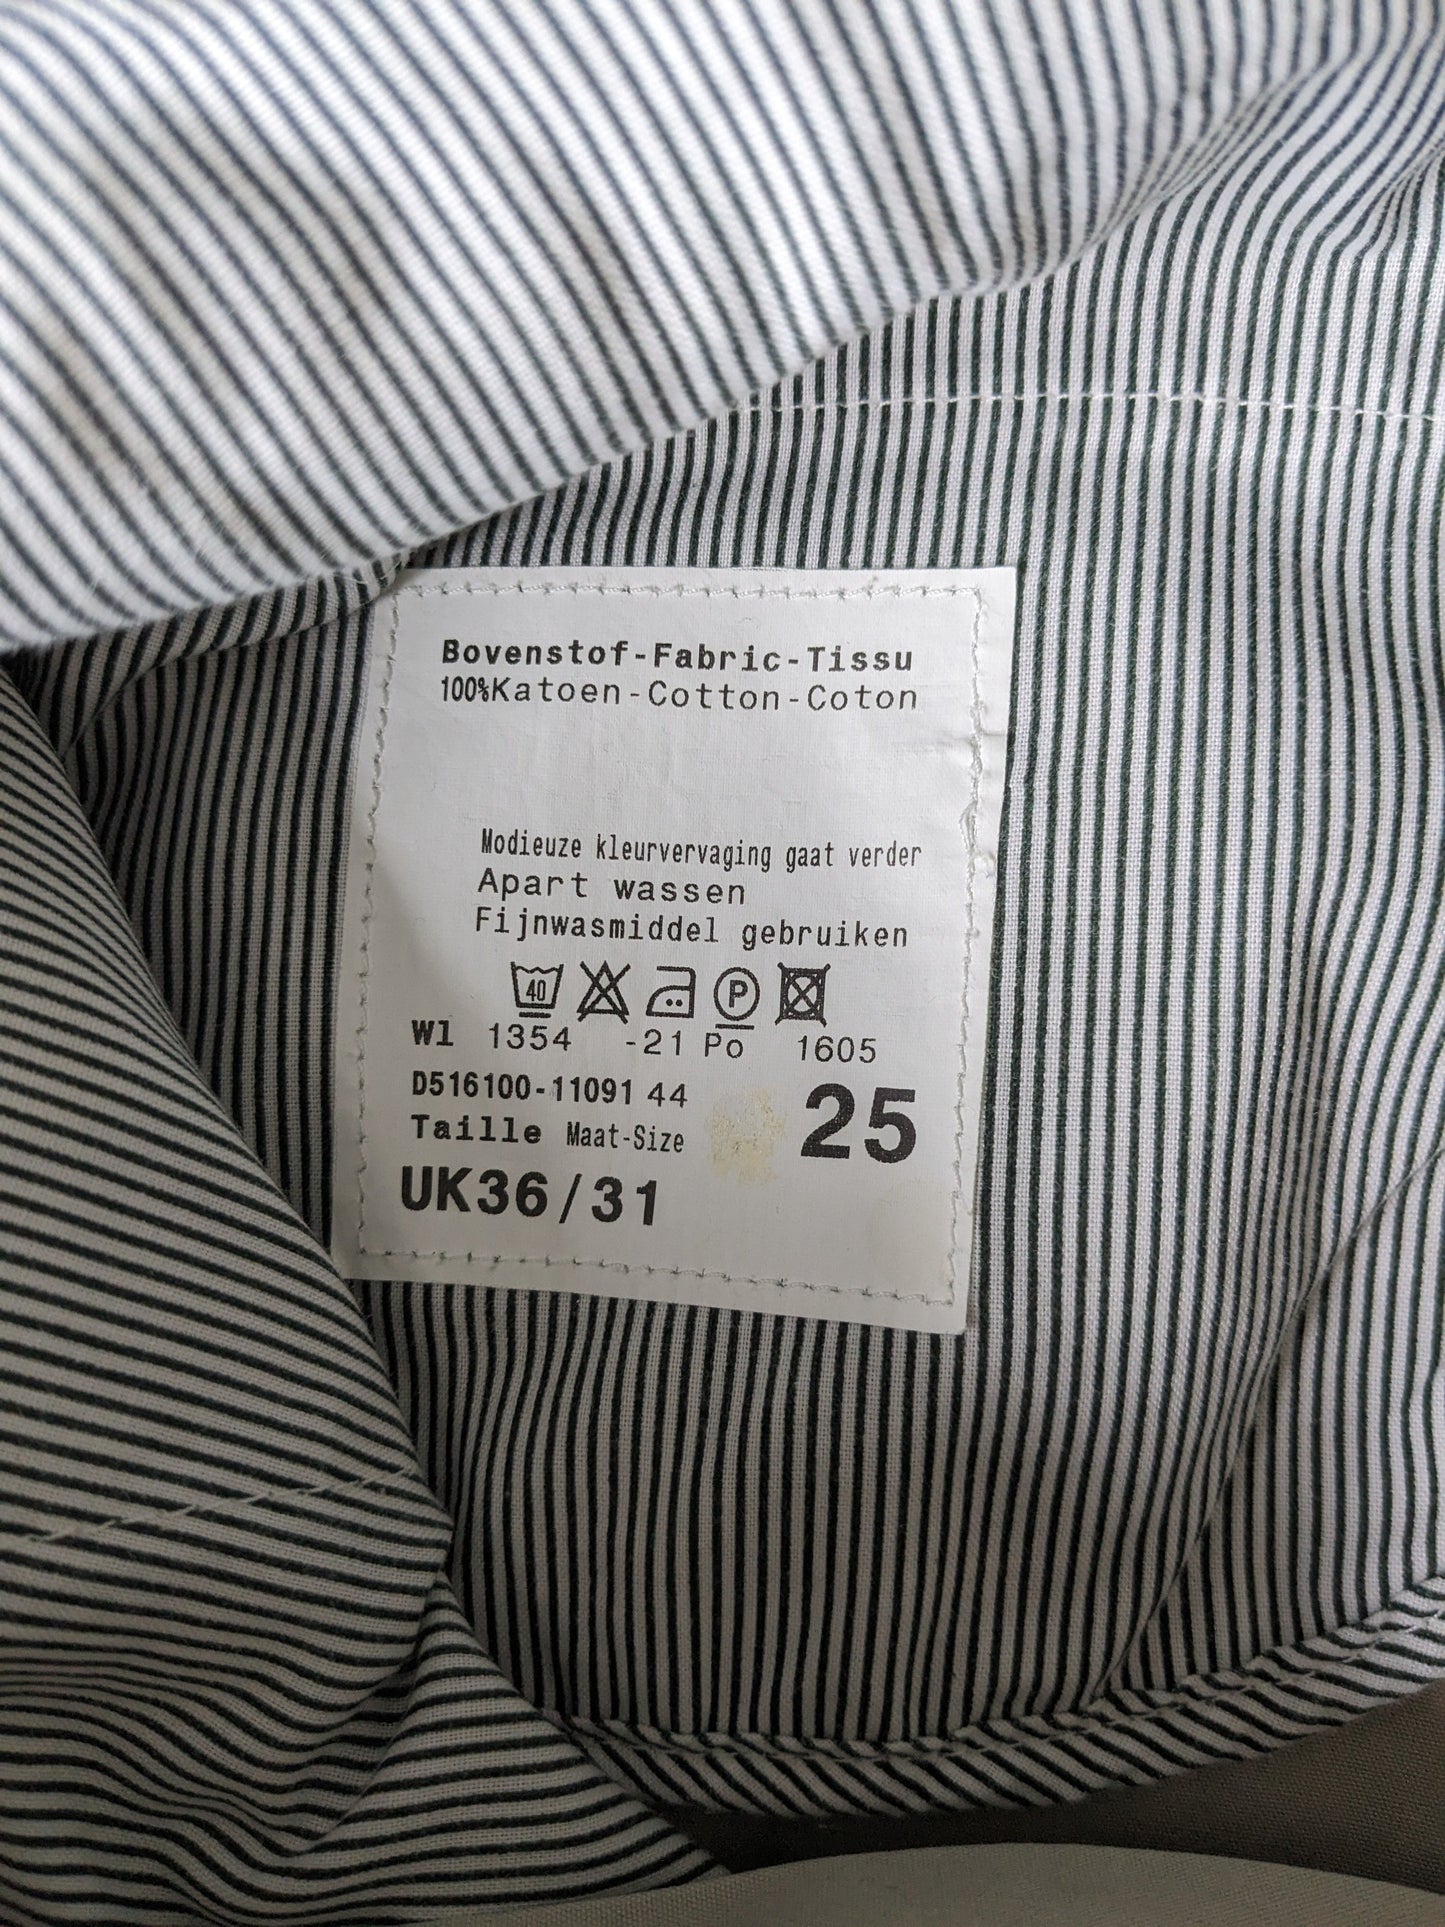 Bovenstof-Fabric-Tissu
100%Katoen-Cotton-Coton
Modieuze kleurvervaging gaat verder
Apart wassen
Fijnwasmiddel gebruiken
40 P
Wl 1354 -21 Po 1605
D516100-11091 44
Taille Maat-Size 25
UK36/31